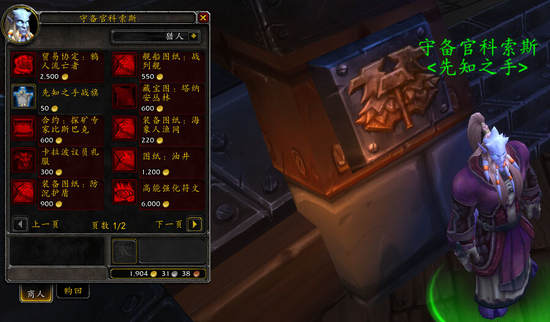 守备官科索斯
猎人
贸易协定：鸦
人流亡者
2.500
舰船图纸：战
列舰
550
先知之手战旗
50
藏宝图：塔纳
安丛林
600
合约：探矿专
家比斯巴克
600
装备图纸：海
象人渔网
220
卡拉波议员礼
服
300
图纸：油井
1.200
装备图纸：防
沉护盾
900
高能强化符文
6.000
上一頁
頁数 1/2
下一頁
1,904 31 38
商人
购回
守备官科索斯
<先知之手>